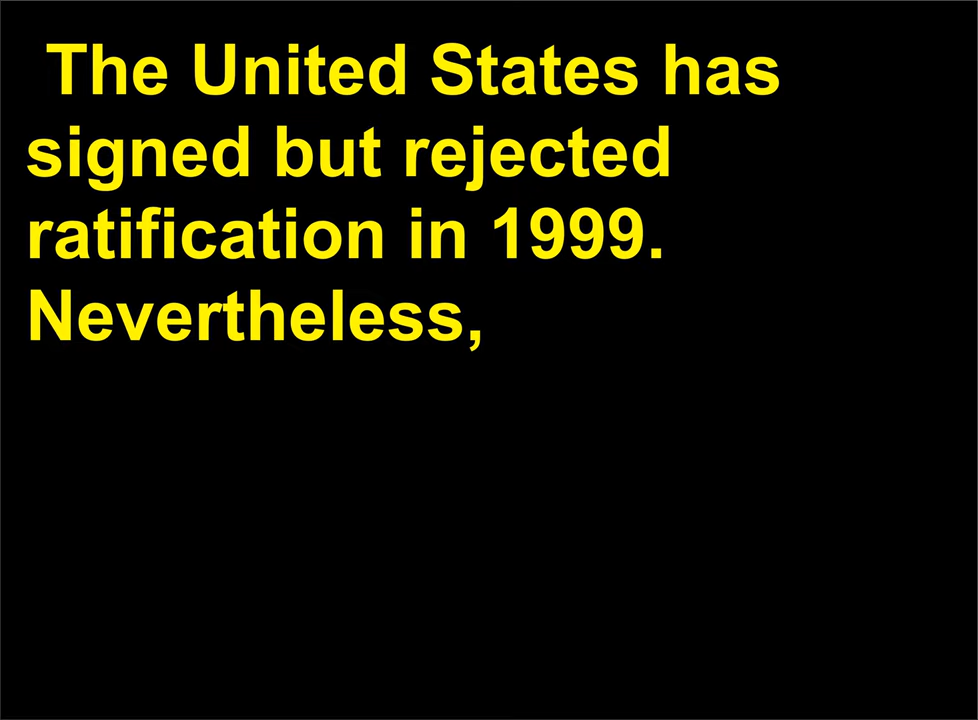 The United States has
signed but rejected
ratification in 1999.
Nevertheless,